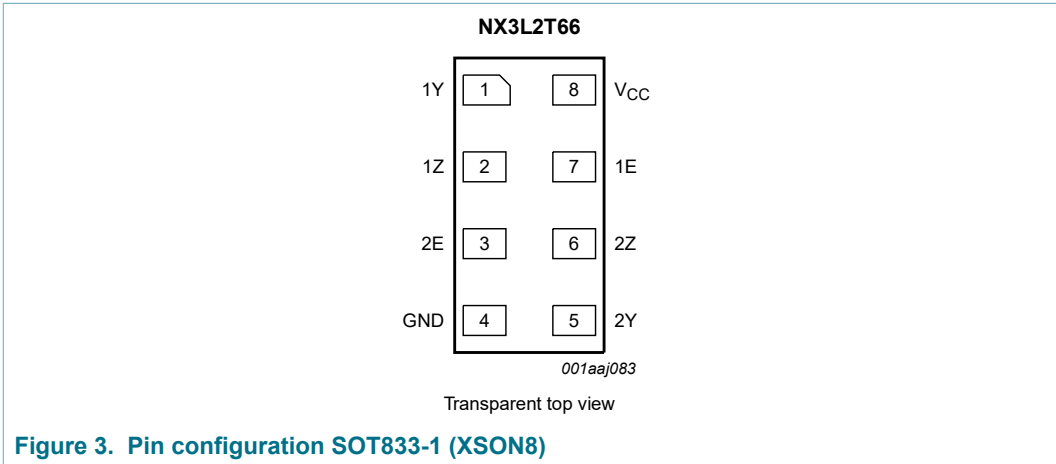 NX3L2T66
1Y 1 8 VCC
1Z 2 7 1E
2E 3 6 2Z
GND 4 5 2Y
001aaj083
Transparent top view
Figure 3. Pin configuration SOT833-1 (XSON8)